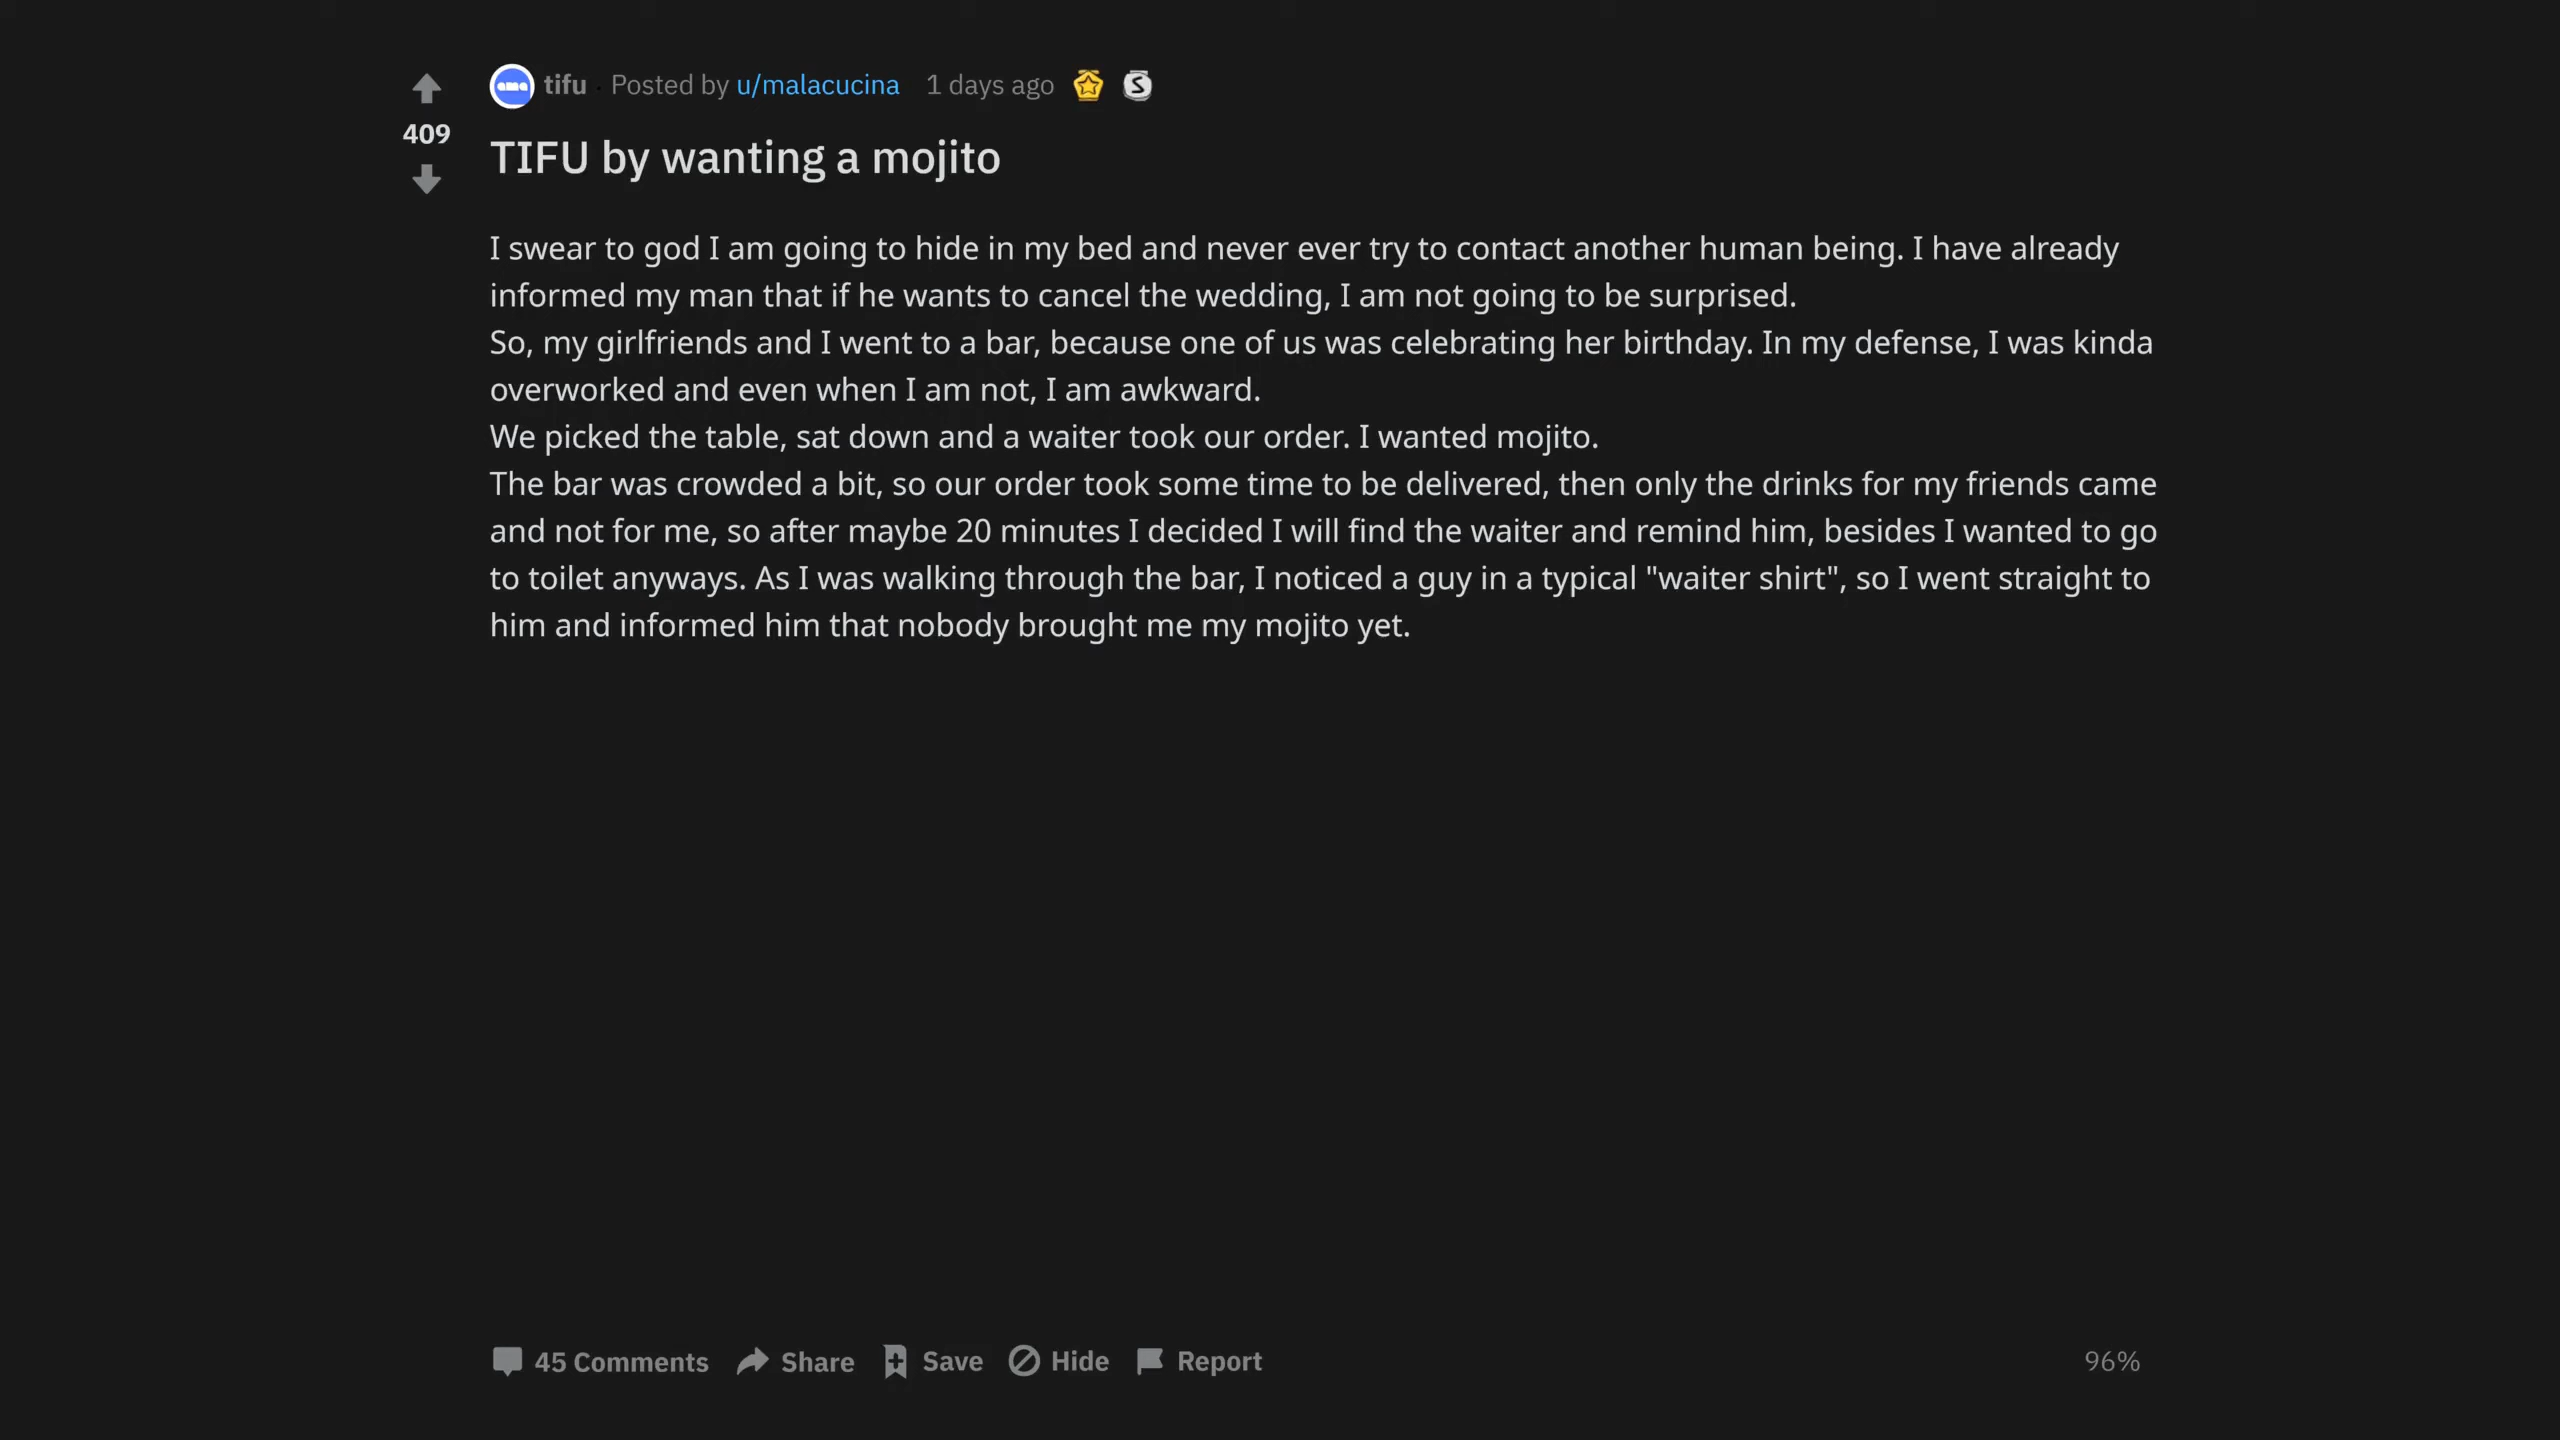 tifu · Posted by u/malacucina 1 days ago
409
TIFU by wanting a mojito
I swear to god I am going to hide in my bed and never ever try to contact another human being. I have already
informed my man that if he wants to cancel the wedding, I am not going to be surprised.
So, my girlfriends and I went to a bar, because one of us was celebrating her birthday. In my defense, I was kinda
overworked and even when I am not, I am awkward.
We picked the table, sat down and a waiter took our order. I wanted mojito.
The bar was crowded a bit, so our order took some time to be delivered, then only the drinks for my friends came
and not for me, so after maybe 20 minutes I decided I will find the waiter and remind him, besides I wanted to go
to toilet anyways. As I was walking through the bar, I noticed a guy in a typical "waiter shirt", so I went straight to
him and informed him that nobody brought me my mojito yet.
45 Comments Share Save Hide Report 96%